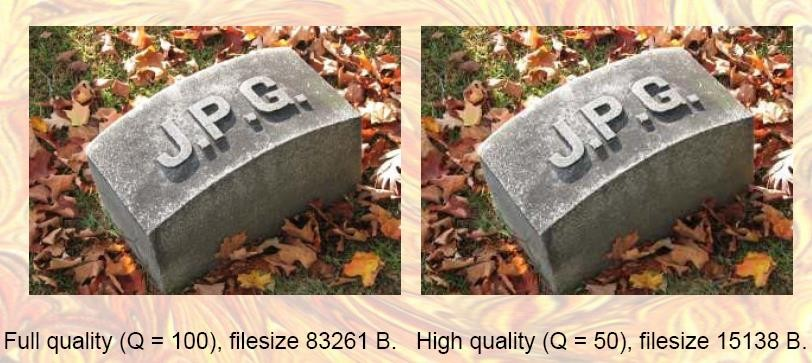 J.P.G.
J.P.G.
Full quality (Q = 100), filesize 83261 B.
High quality (Q = 50), filesize 15138 B.